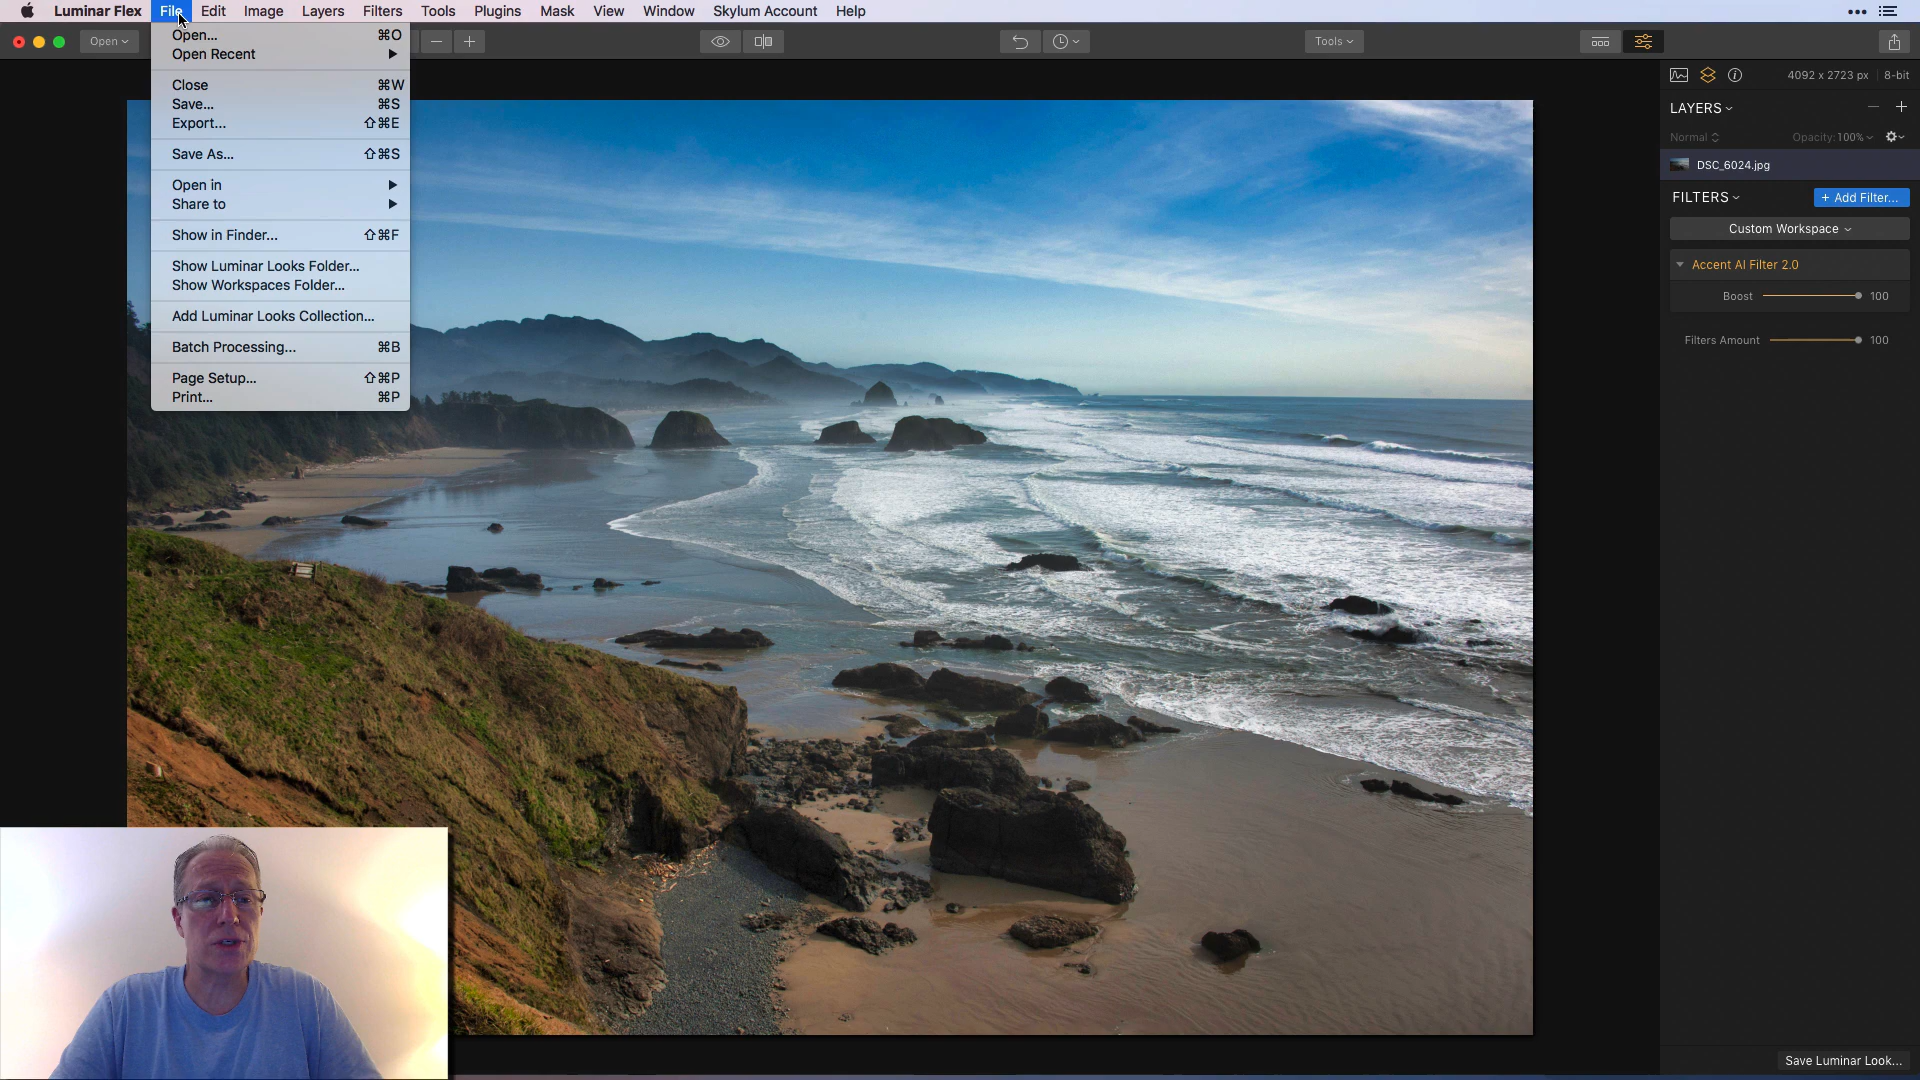 Luminar Flex File Edit Image Layers Filters Tools Plugins Mask View Window Skylum Account Help
Open
Tools
Open... ⌘O
Open Recent
Close ⌘W
Save... ⌘S
Export... ⇧⌘E
Save As... ⇧⌘S
Open in
Share to
Show in Finder... ⇧⌘F
Show Luminar Looks Folder...
Show Workspaces Folder...
Add Luminar Looks Collection...
Batch Processing... ⌘B
Page Setup... ⇧⌘P
Print... ⌘P
4092 x 2723 px 8-bit
LAYERS
Normal Opacity: 100%
DSC_6024.jpg
FILTERS + Add Filter...
Custom Workspace
Accent AI Filter 2.0
Boost 100
Filters Amount 100
Save Luminar Look...